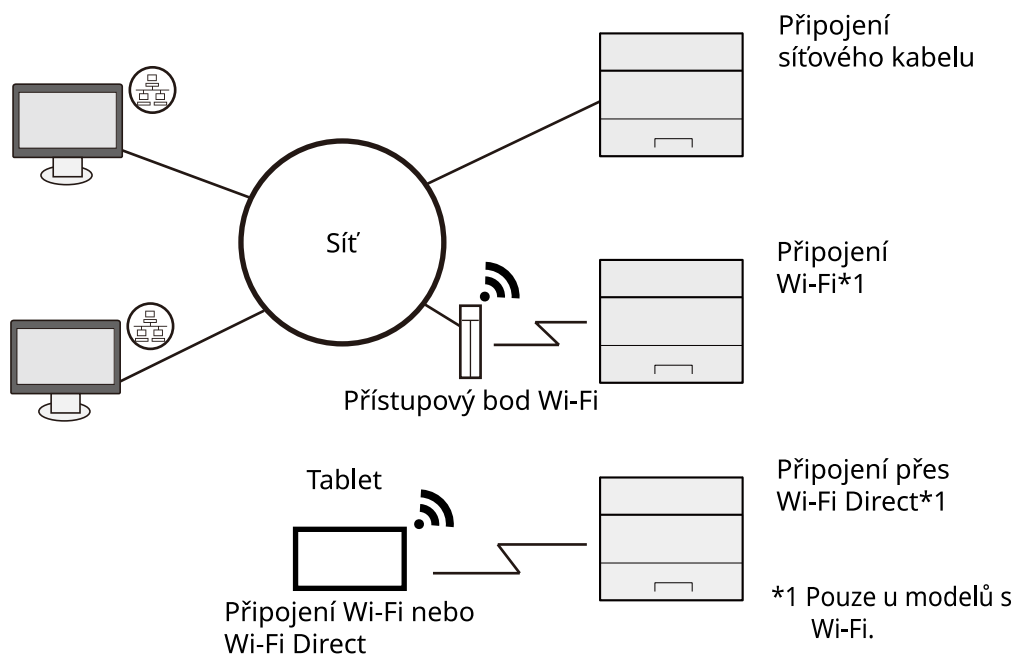 Připojení
síťového kabelu
Síť
Připojení
Wi-Fi*1
Přístupový bod Wi-Fi
Tablet
Připojení přes
Wi-Fi Direct*1
Připojení Wi-Fi nebo
Wi-Fi Direct
*1 Pouze u modelů s
Wi-Fi.